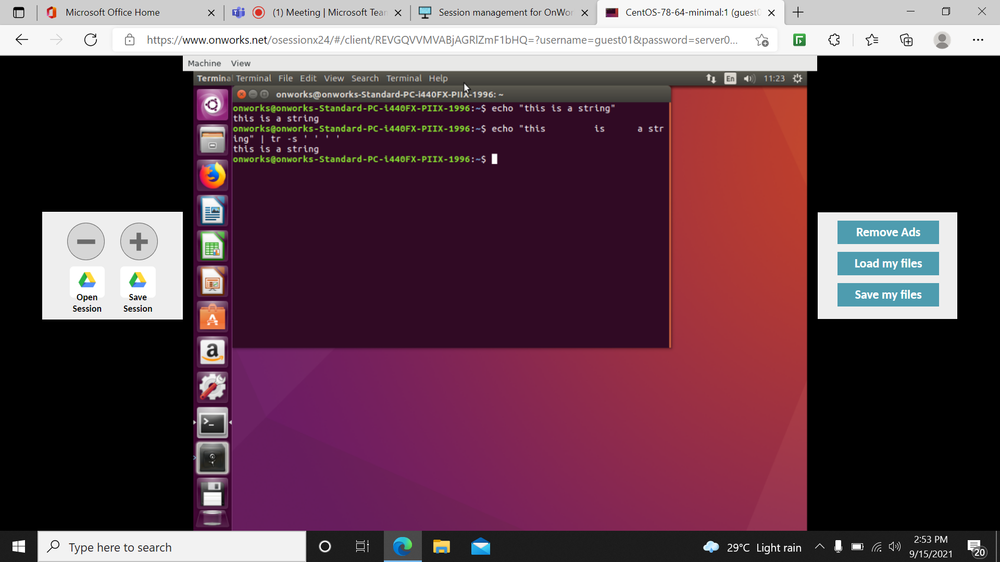 Microsoft Office Home
(1) Meeting | Microsoft Tean
Session management for OnWor
CentOS-78-64-minimal:1 (guest0
https://www.onworks.net/osessionx24/#/client/REVGQVVMVABjAGRlZmF1bHQ=?username=guest01&password=server0...
Machine View
Terminal Terminal File Edit View Search Terminal Help
En 11:23
onworks@onworks-Standard-PC-i440FX-PIIX-1996: ~
onworks@onworks-Standard-PC-i440FX-PIIX-1996:~$ echo "this is a string"
this is a string
onworks@onworks-Standard-PC-i440FX-PIIX-1996:~$ echo "this         is      a str
ing" | tr -s ' ' ' '
this is a string
onworks@onworks-Standard-PC-i440FX-PIIX-1996:~$
Open Session
Save Session
Remove Ads
Load my files
Save my files
Type here to search
29°C Light rain
2:53 PM
9/15/2021
20